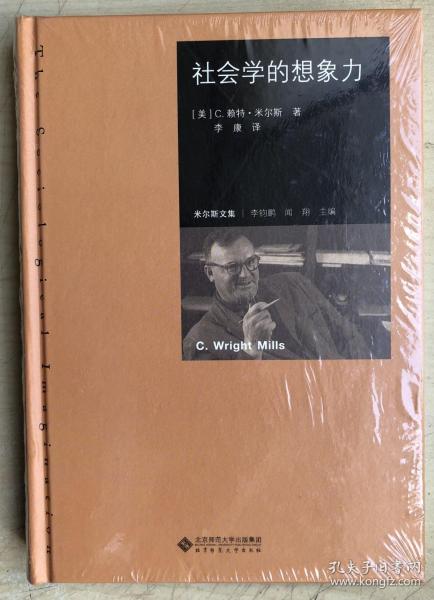 The Sociological Imagination
社会学的想象力
[美] C. 赖特·米尔斯 著
李 康 译
米尔斯文集 | 李钧鹏 闻 翔 主编
C. Wright Mills
北京师范大学出版集团
北京师范大学出版社
孔夫子旧书网
www.kongfz.com